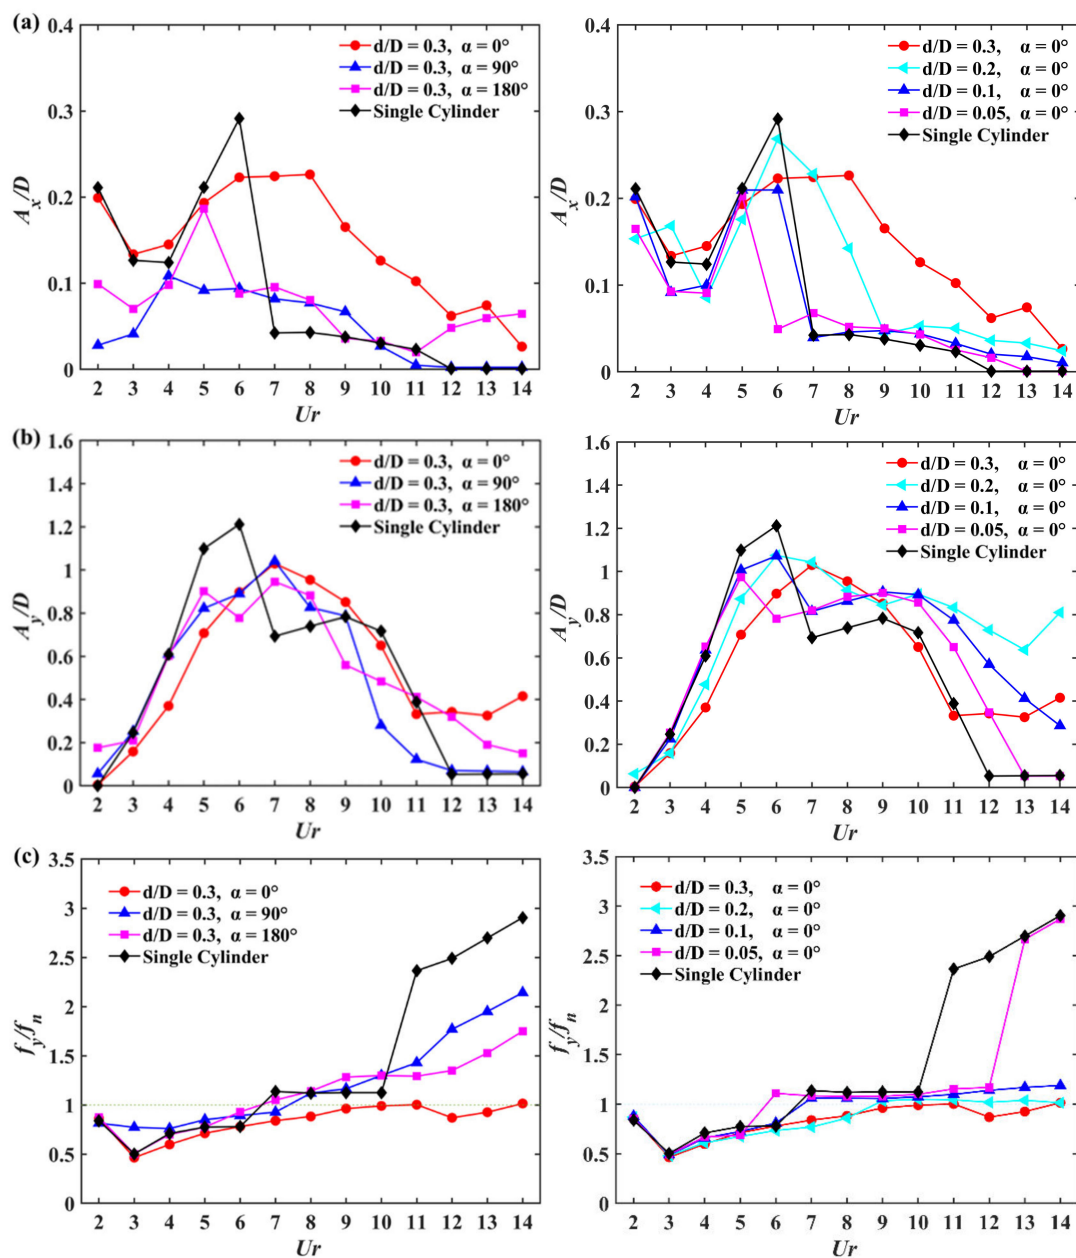 (a)
0.4
0.3
0.2
0.1
0
A_x/D
d/D = 0.3, α = 0°
d/D = 0.3, α = 90°
d/D = 0.3, α = 180°
Single Cylinder
2 3 4 5 6 7 8 9 10 11 12 13 14
Ur
0.4
0.3
0.2
0.1
0
A_x/D
d/D = 0.3, α = 0°
d/D = 0.2, α = 0°
d/D = 0.1, α = 0°
d/D = 0.05, α = 0°
Single Cylinder
2 3 4 5 6 7 8 9 10 11 12 13 14
Ur
(b)
1.6
1.4
1.2
1
0.8
0.6
0.4
0.2
0
A_y/D
d/D = 0.3, α = 0°
d/D = 0.3, α = 90°
d/D = 0.3, α = 180°
Single Cylinder
2 3 4 5 6 7 8 9 10 11 12 13 14
Ur
1.6
1.4
1.2
1
0.8
0.6
0.4
0.2
0
A_y/D
d/D = 0.3, α = 0°
d/D = 0.2, α = 0°
d/D = 0.1, α = 0°
d/D = 0.05, α = 0°
Single Cylinder
2 3 4 5 6 7 8 9 10 11 12 13 14
Ur
(c)
3.5
3
2.5
2
1.5
1
0.5
0
f_y/f_n
d/D = 0.3, α = 0°
d/D = 0.3, α = 90°
d/D = 0.3, α = 180°
Single Cylinder
2 3 4 5 6 7 8 9 10 11 12 13 14
Ur
3.5
3
2.5
2
1.5
1
0.5
0
f_y/f_n
d/D = 0.3, α = 0°
d/D = 0.2, α = 0°
d/D = 0.1, α = 0°
d/D = 0.05, α = 0°
Single Cylinder
2 3 4 5 6 7 8 9 10 11 12 13 14
Ur